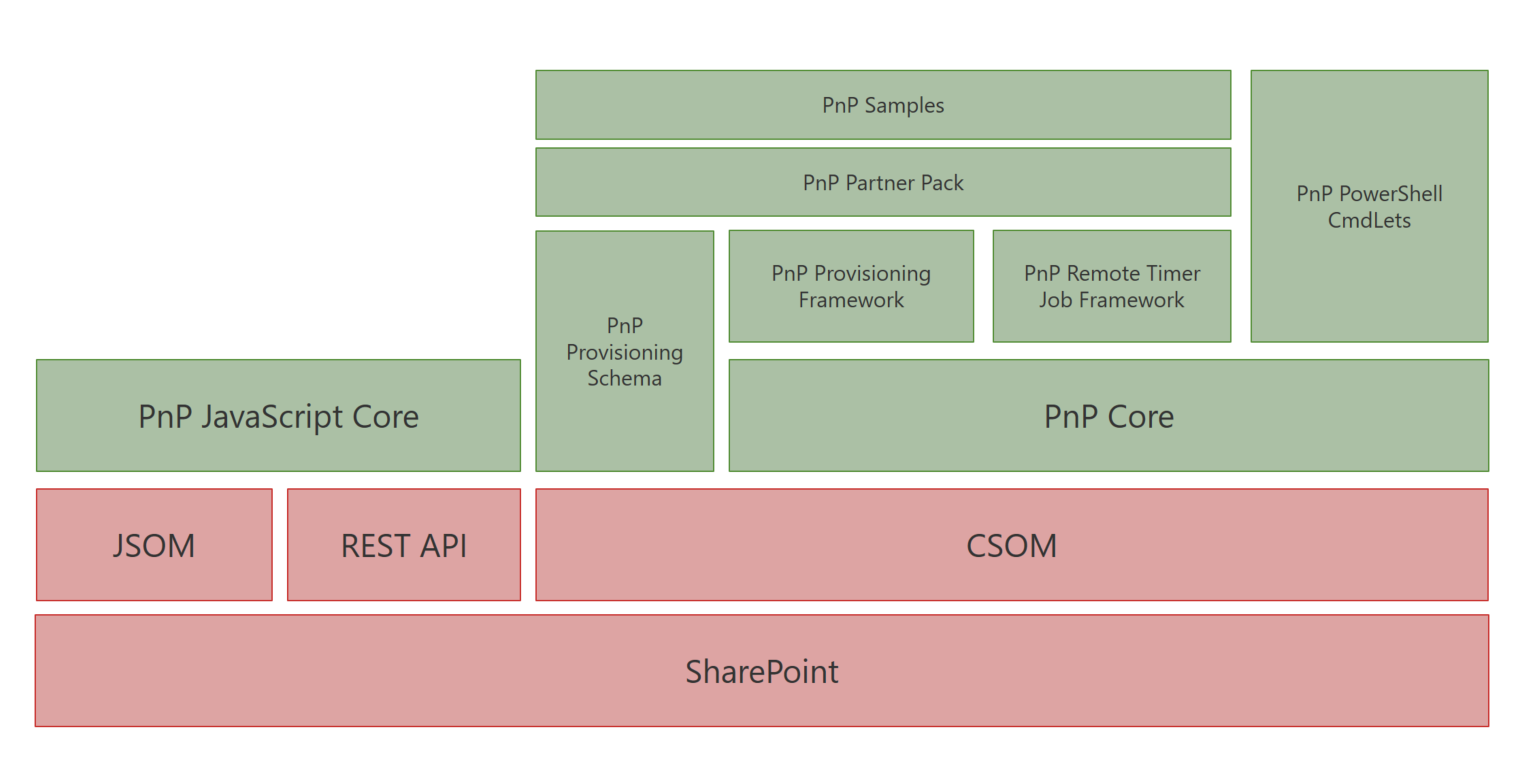 PnP Samples
PnP Partner Pack
PnP PowerShell
CmdLets
PnP Provisioning
Framework
PnP Remote Timer
Job Framework
PnP
Provisioning
Schema
PnP JavaScript Core
PnP Core
JSOM
REST API
CSOM
SharePoint